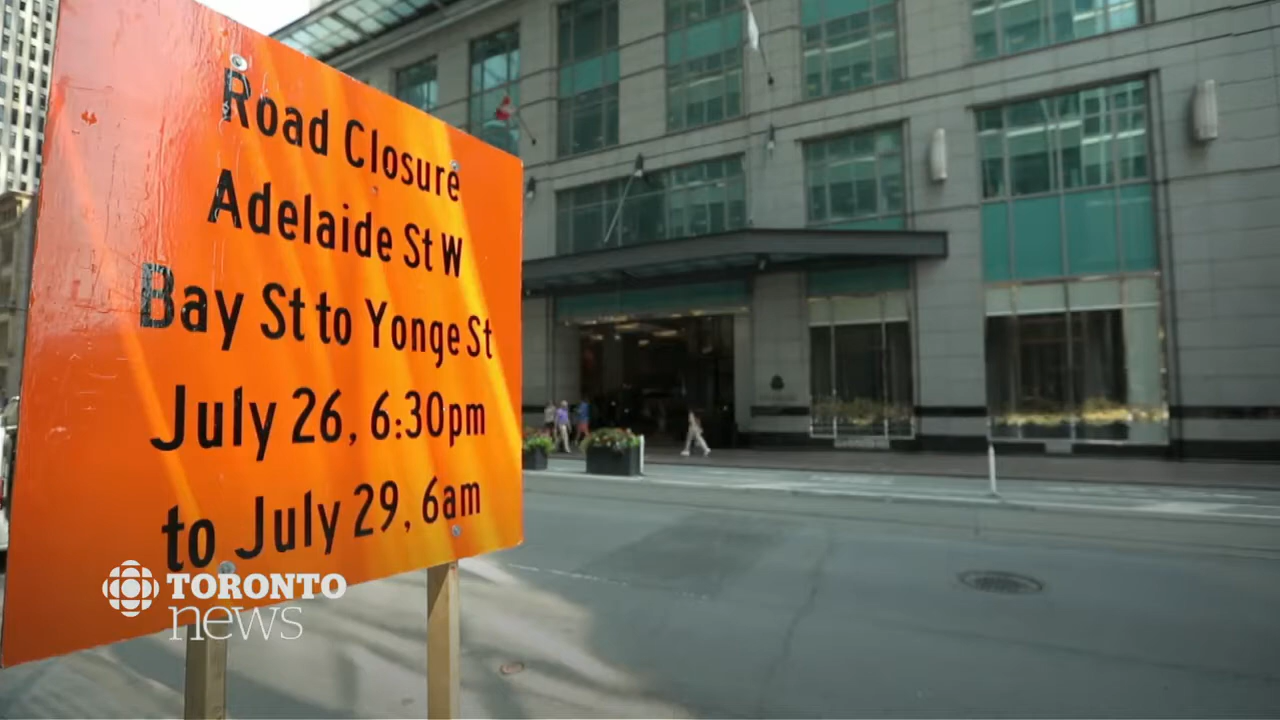 Road Closure
Adelaide St W
Bay St to Yonge St
July 26, 6:30pm
to July 29, 6am
TORONTO
news